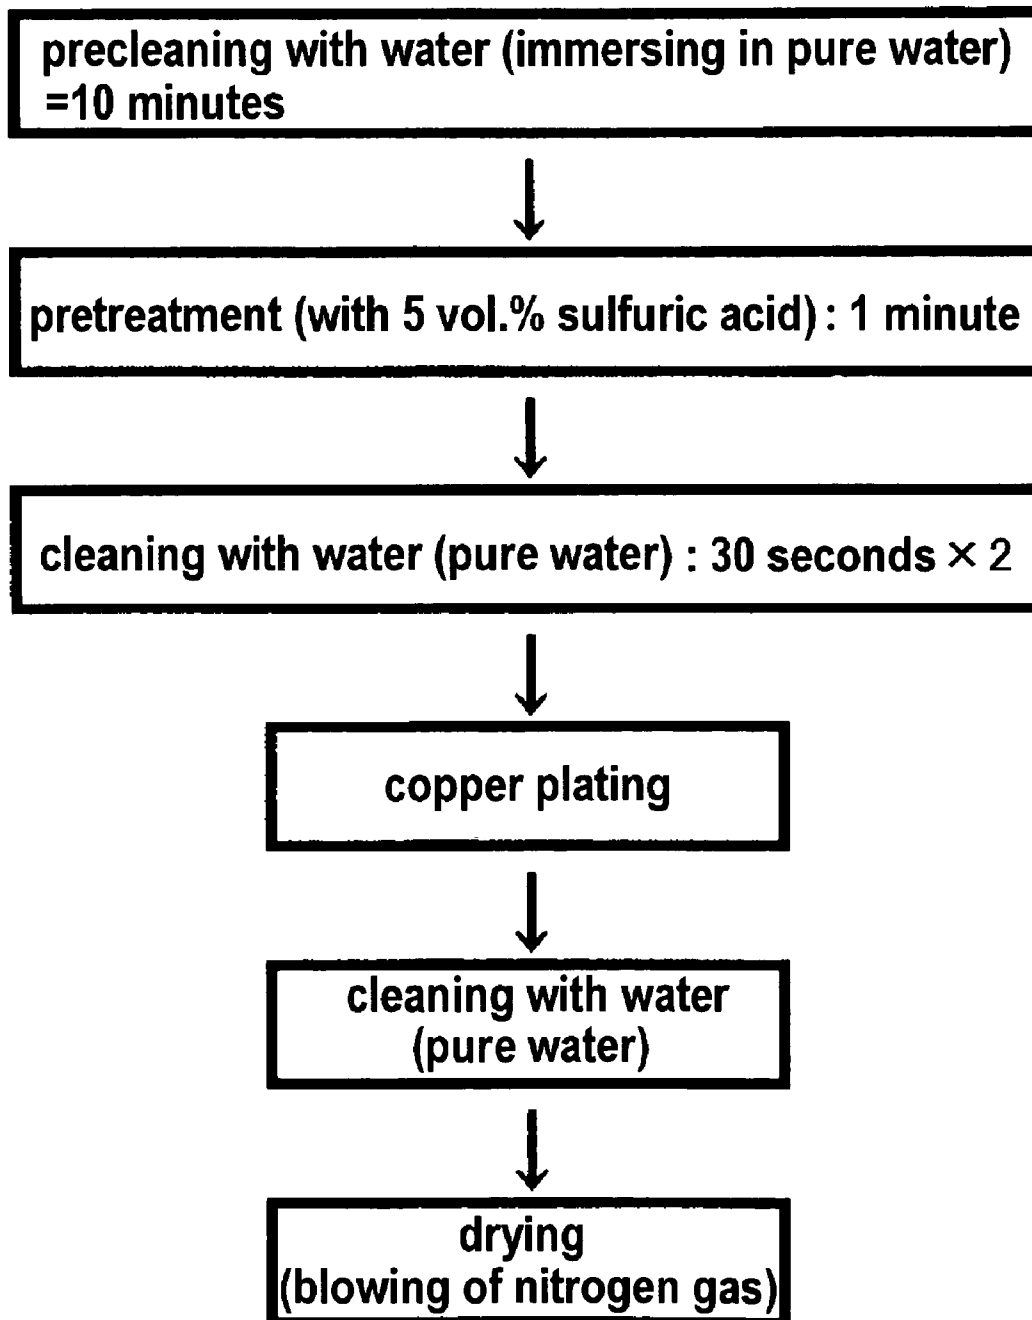 precleaning with water (immersing in pure water)
=10 minutes
pretreatment (with 5 vol.% sulfuric acid) : 1 minute
cleaning with water (pure water) : 30 seconds × 2
copper plating
cleaning with water
(pure water)
drying
(blowing of nitrogen gas)